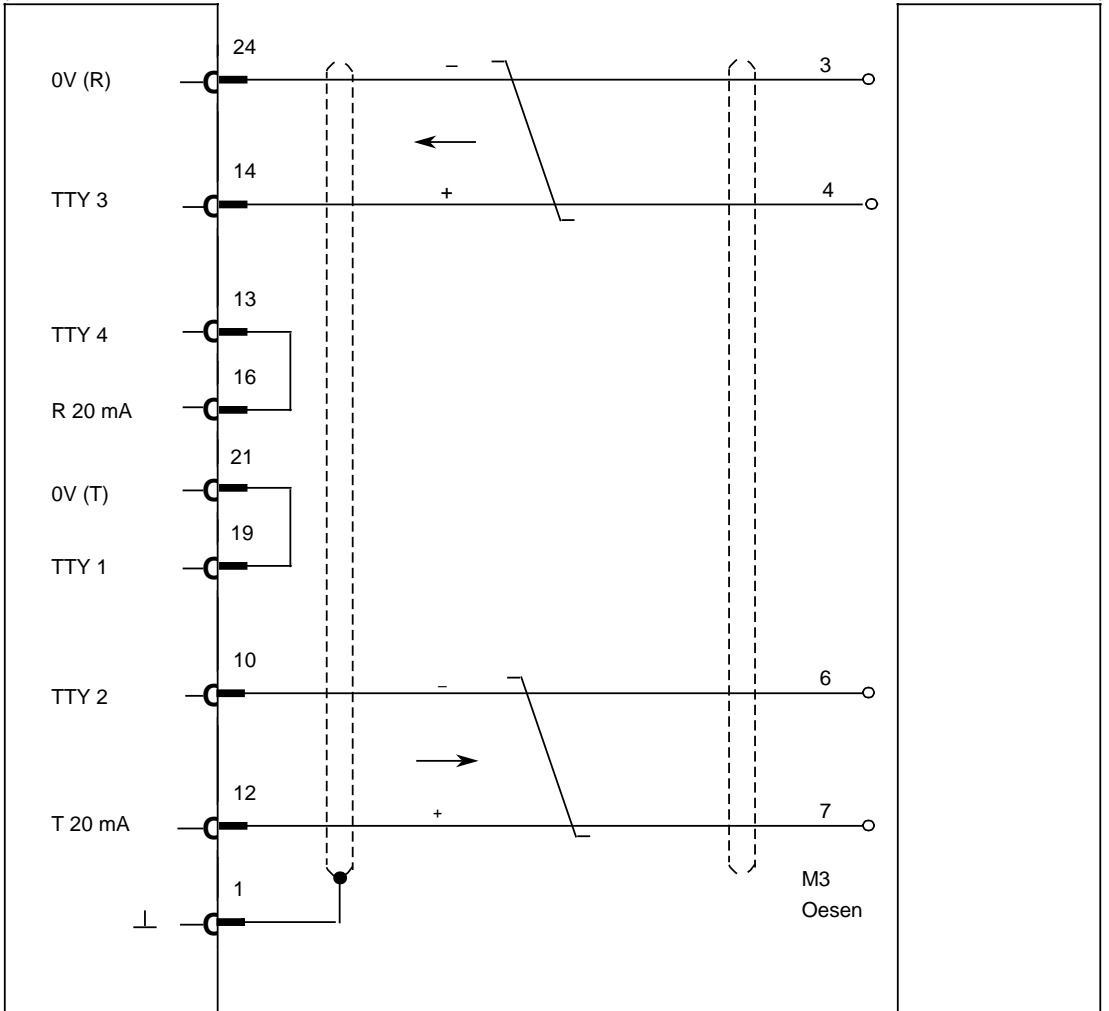 24
0V (R) – 3
14
TTY 3 + 4
13
TTY 4
16
R 20 mA
21
0V (T)
19
TTY 1
10
TTY 2 – 6
12
T 20 mA + 7
1
M3
Oesen